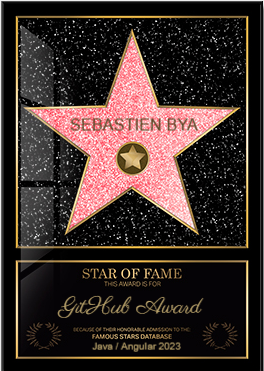 SEBASTIEN BYA
STAR OF FAME
THIS AWARD IS FOR
GitHub Award
BECAUSE OF THEIR HONORABLE ADMISSION TO THE:
FAMOUS STARS DATABASE
Java / Angular 2023